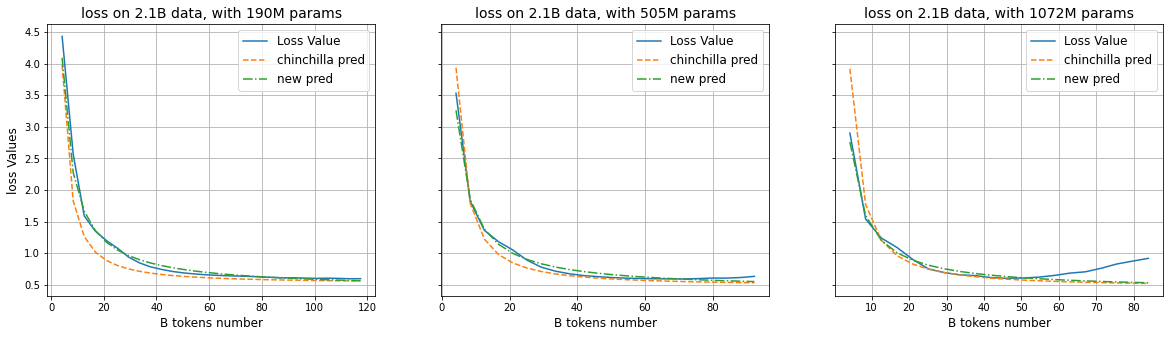 loss on 2.1B data, with 190M params
loss Values
4.5
4.0
3.5
3.0
2.5
2.0
1.5
1.0
0.5
Loss Value
chinchilla pred
new pred
0 20 40 60 80 100 120
B tokens number
loss on 2.1B data, with 505M params
Loss Value
chinchilla pred
new pred
0 20 40 60 80
B tokens number
loss on 2.1B data, with 1072M params
Loss Value
chinchilla pred
new pred
10 20 30 40 50 60 70 80
B tokens number